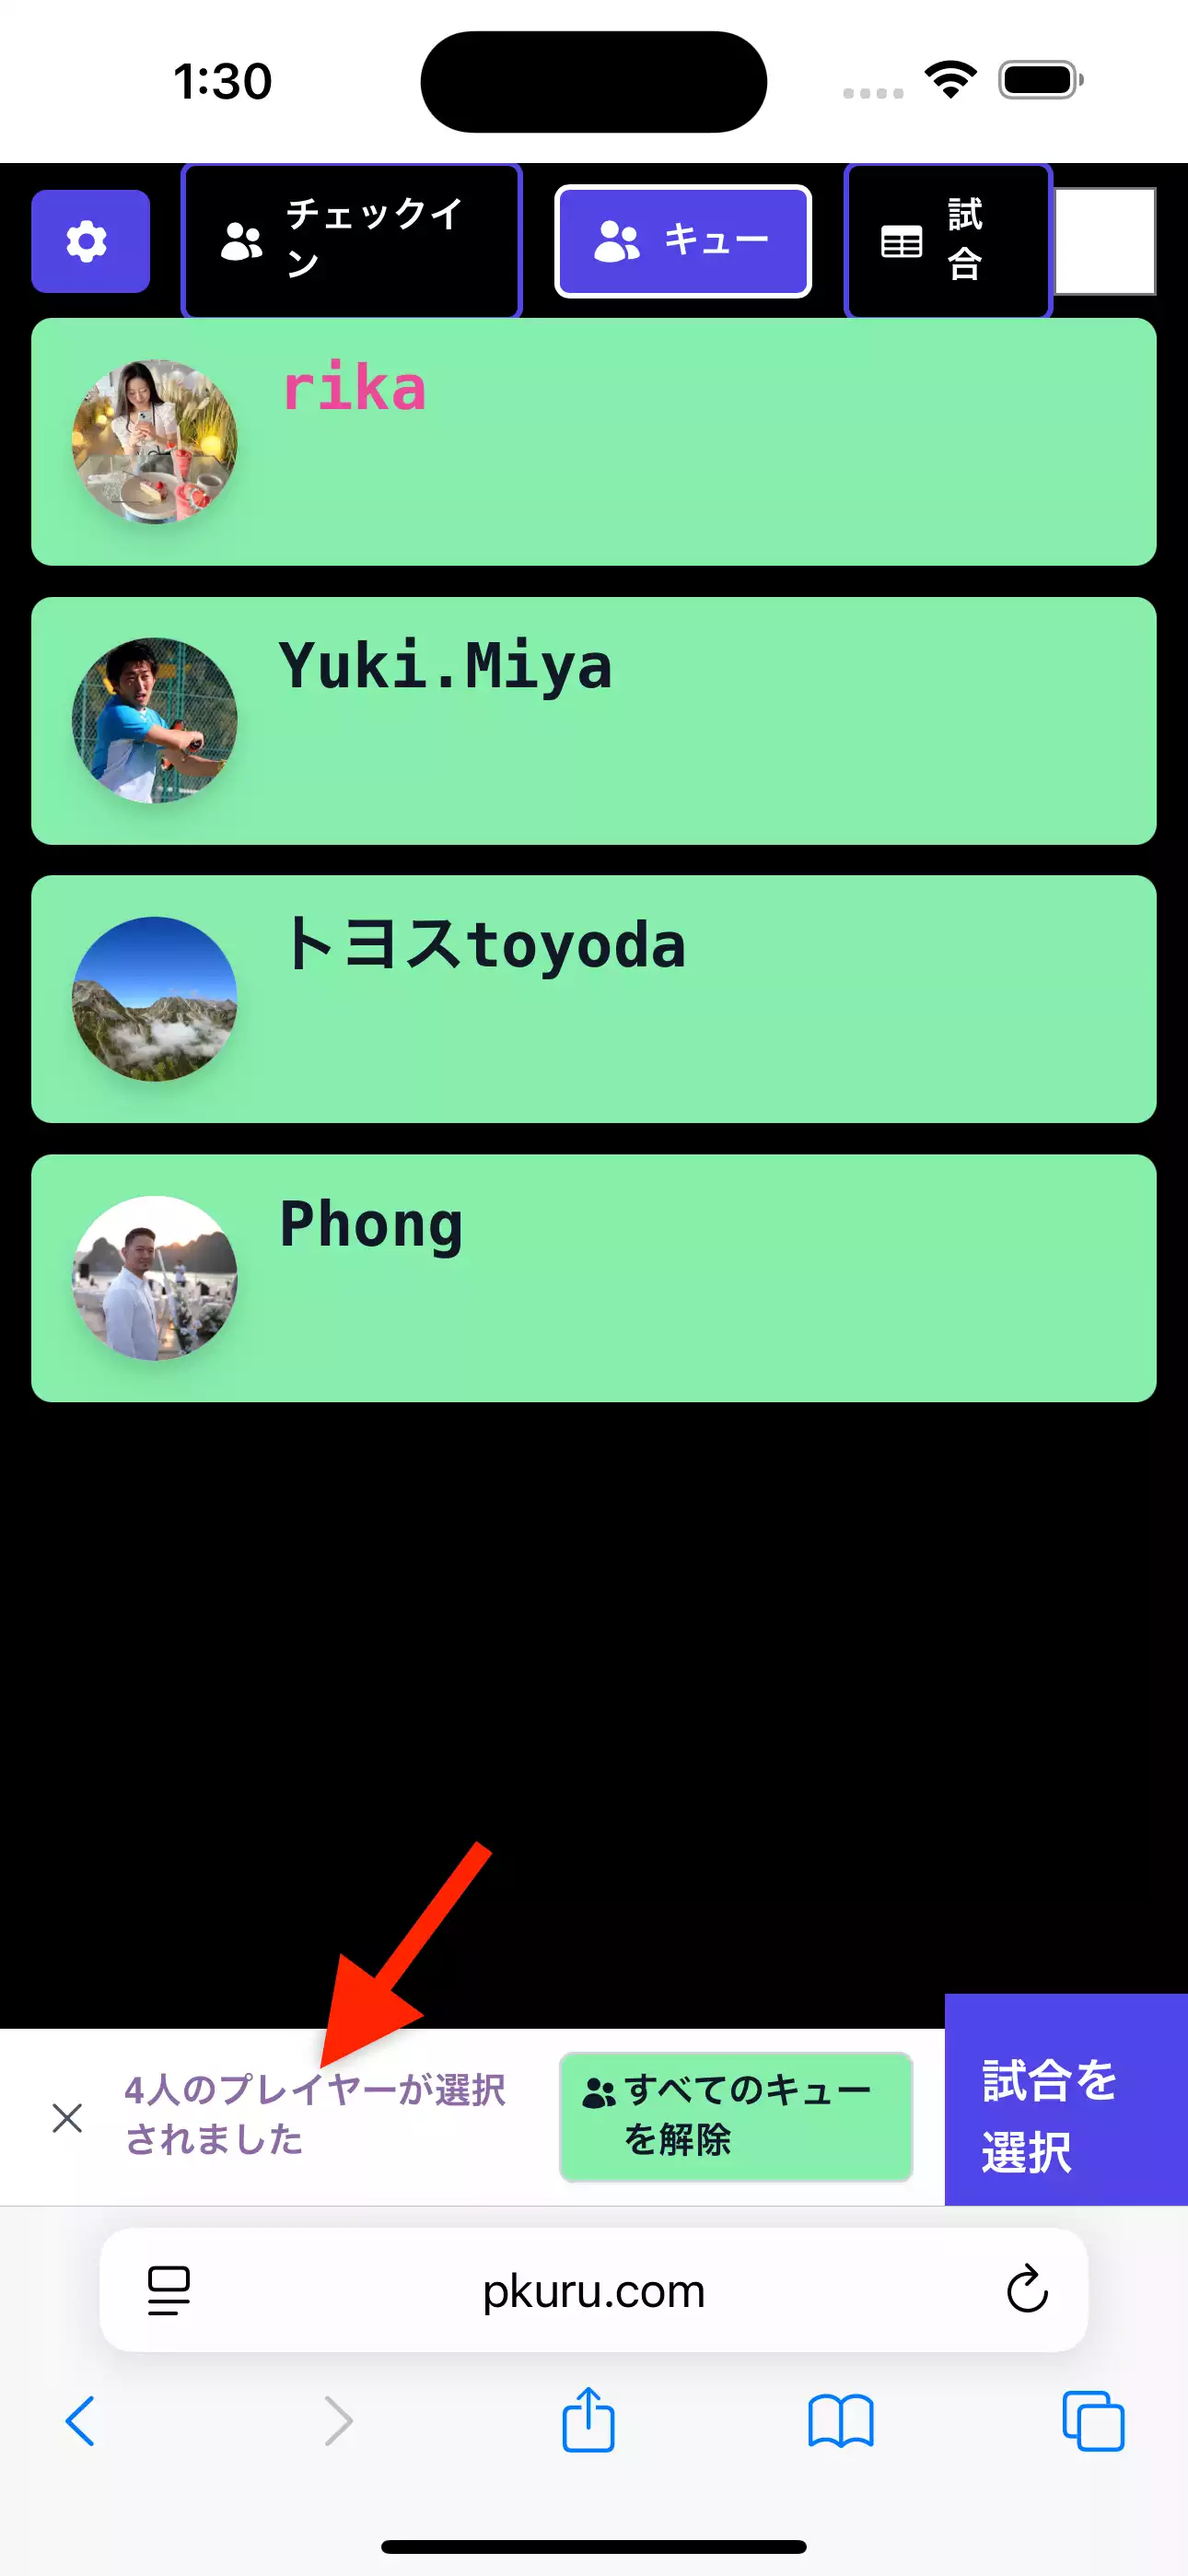 1:30
チェックイ
ン
キュー
試
合
rika
Yuki.Miya
トヨスtoyoda
Phong
4人のプレイヤーが選択
されました
すべてのキュー
を解除
試合を
選択
pkuru.com